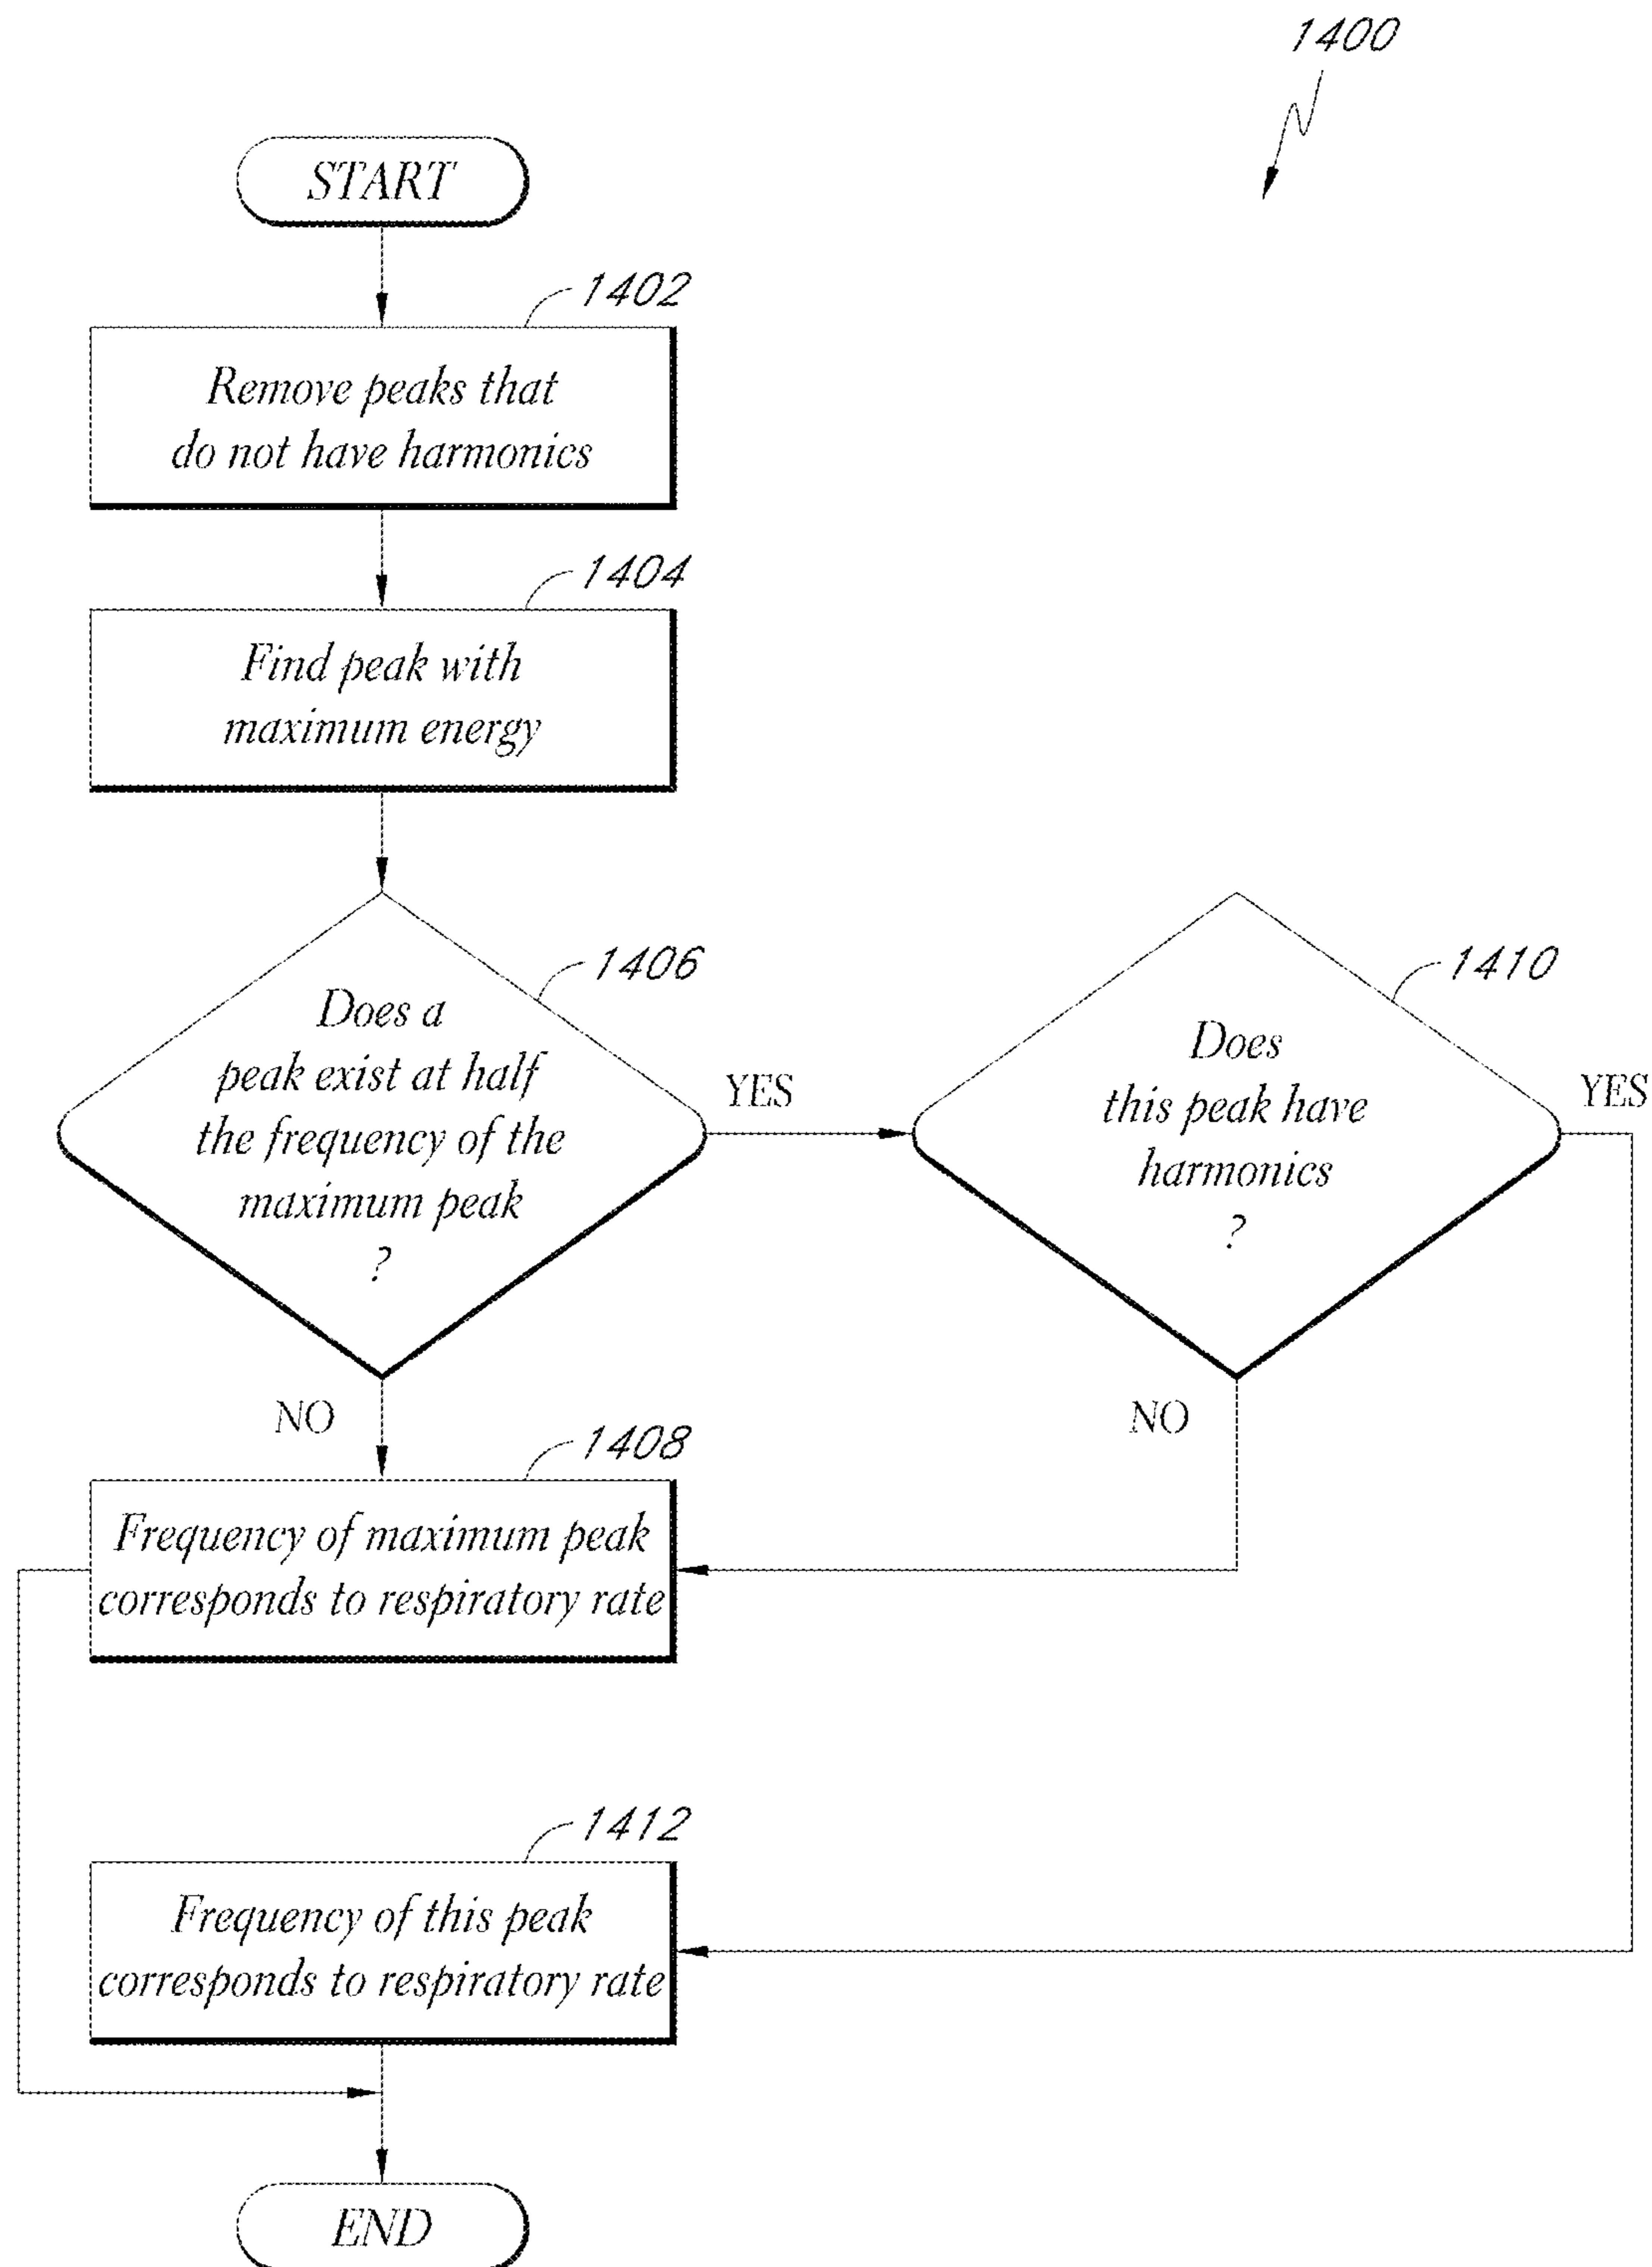 1400
START
1402
Remove peaks that
do not have harmonics
1404
Find peak with
maximum energy
1406
Does a
peak exist at half
the frequency of the
maximum peak
?
YES
1410
Does
this peak have
harmonics
?
YES
NO
NO
1408
Frequency of maximum peak
corresponds to respiratory rate
1412
Frequency of this peak
corresponds to respiratory rate
END